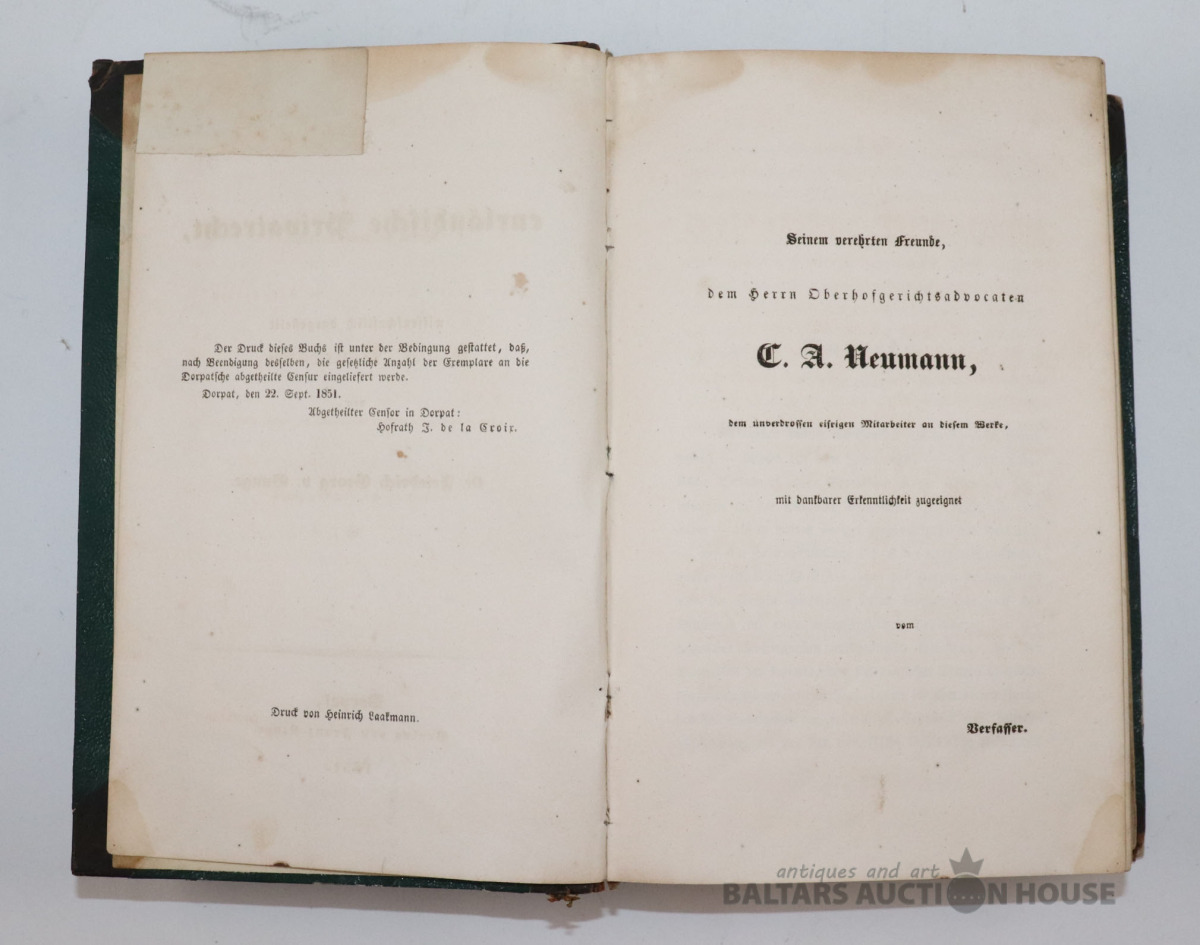 Der Druck dieses Buchs ist unter der Bedingung gestattet, daß,
nach Beendigung desselben, die gesetzliche Anzahl der Exemplare an die
Dorpatsche abgetheilte Censur eingeliefert werde.
Dorpat, den 22. Sept. 1851.
Abgetheilter Censor in Dorpat:
Hofrath J. de la Croix.
Druck von Heinrich Laakmann.
Seinem verehrten Freunde,
dem Herrn Oberhofgerichtsadvocaten
C. A. Neumann,
dem unverdrossen eifrigen Mitarbeiter an diesem Werke,
mit dankbarer Erkenntlichkeit zugeeignet
vom
Verfasser.
antiques and art
BALTARS AUCTION HOUSE